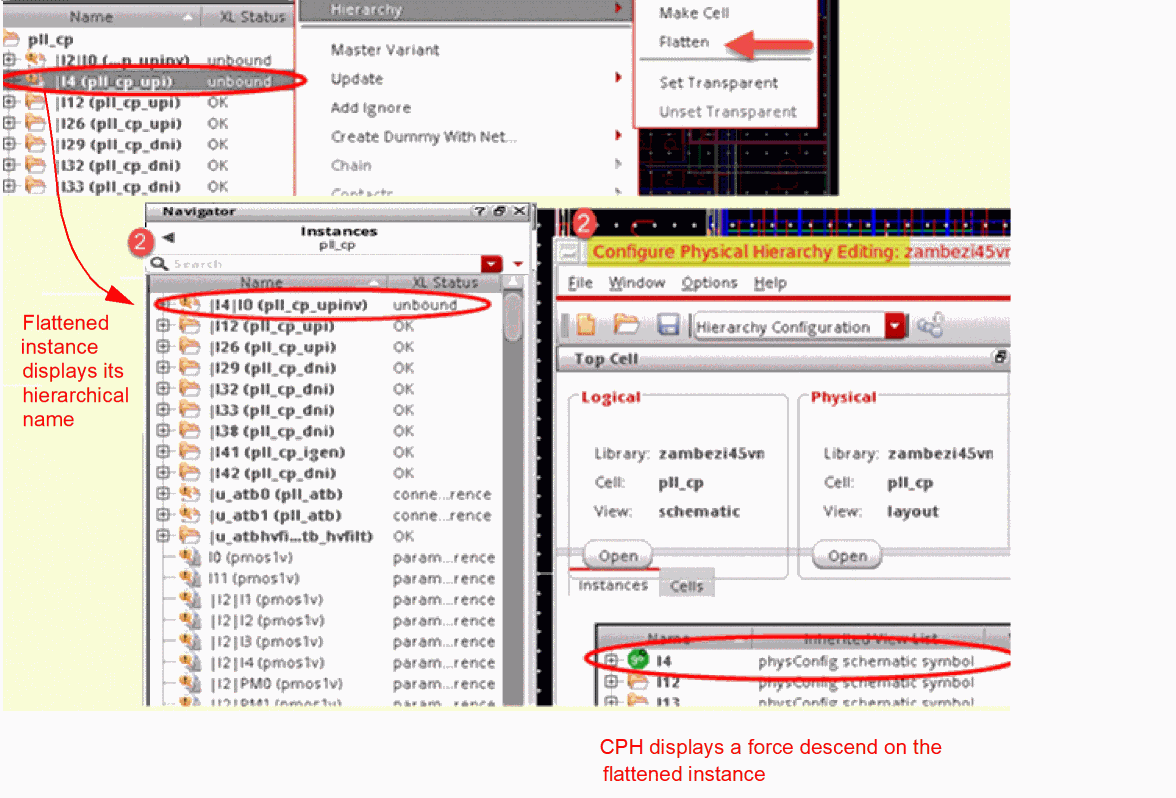 Name XL Status
pll_cp
|I2|I0 (...p_upinv) unbound
|I4 (pll_cp_upi) unbound
|I12 (pll_cp_upi) OK
|I26 (pll_cp_upi) OK
|I29 (pll_cp_dni) OK
|I32 (pll_cp_dni) OK
|I33 (pll_cp_dni) OK
Hierarchy
Master Variant
Update
Add Ignore
Create Dummy With Net...
Chain
Contacts
Make Cell
Flatten
Set Transparent
Unset Transparent
Flattened
instance
displays its
hierarchical
name
Navigator
2
Instances
pll_cp
Search
Name XL Status
|I4|I0 (pll_cp_upinv) unbound
|I12 (pll_cp_upi) OK
|I26 (pll_cp_upi) OK
|I29 (pll_cp_dni) OK
|I32 (pll_cp_dni) OK
|I33 (pll_cp_dni) OK
|I38 (pll_cp_dni) OK
|I41 (pll_cp_igen) OK
|I42 (pll_cp_dni) OK
|u_atb0 (pll_atb) conne...rence
|u_atb1 (pll_atb) conne...rence
|u_atbhvfi...tb_hvfilt) OK
I0 (pmos1v) param...rence
I11 (pmos1v) param...rence
|I2|I1 (pmos1v) param...rence
|I2|I2 (pmos1v) param...rence
|I2|I3 (pmos1v) param...rence
|I2|I4 (pmos1v) param...rence
|I2|PM0 (pmos1v) param...rence
|I2|PM1 (pmos1v) param...rence
2
Configure Physical Hierarchy Editing: zambezi45vn
File Window Options Help
Hierarchy Configuration
Top Cell
Logical
Library: zambezi45vn
Cell: pll_cp
View: schematic
Open
Physical
Library: zambezi45vn
Cell: pll_cp
View: layout
Open
Instances Cells
Name Inherited View List
I4 physConfig schematic symbol
I12 physConfig schematic symbol
I13 physConfig schematic symbol
CPH displays a force descend on the
flattened instance